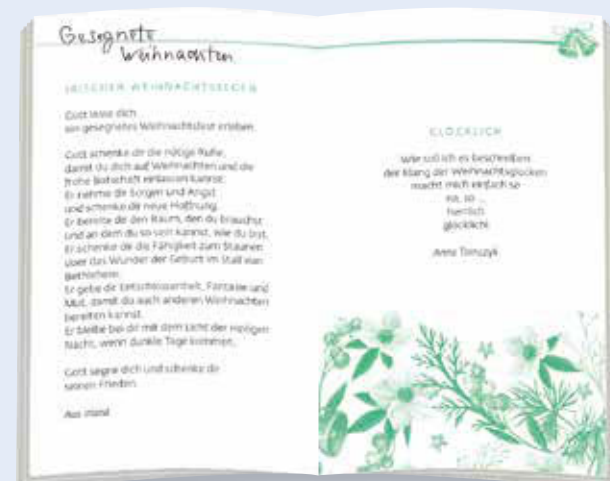 Gesegnete
Weihnachten
IRISCHER WEIHNACHTSSEGEN
Gott lasse dich
ein gesegnetes Weihnachtsfest erleben.
Gott schenke dir die nötige Ruhe,
damit du dich auf Weihnachten und die
frohe Botschaft einlassen kannst.
Er nehme dir Sorgen und Angst
und schenke dir neue Hoffnung.
Er bereite dir den Raum, den du brauchst
und an dem du so sein kannst, wie du bist.
Er schenke dir die Fähigkeit zum Staunen
über das Wunder der Geburt im Stall von
Bethlehem.
Er gebe dir Entschlossenheit, Fantasie und
Mut, damit du auch anderen Weihnachten
bereiten kannst.
Er bleibe bei dir mit dem Licht der Heiligen
Nacht, wenn dunkle Tage kommen.
Gott segne dich und schenke dir
seinen Frieden.
Aus Irland
GLOCKLICH
Wie soll ich es beschreiben
der Klang der Weihnachtsglocken
macht mich einfach so
na, so ...
herrlich
glocklich!
Anne Tomczyk